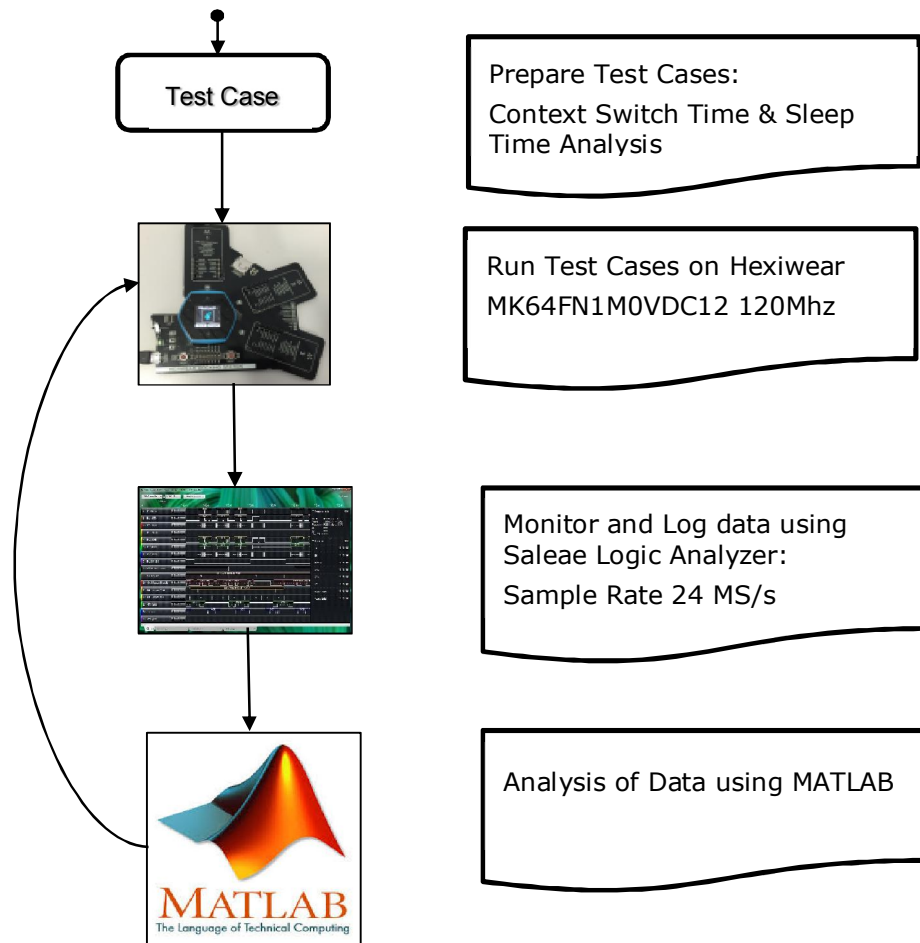 Test Case
Prepare Test Cases:
Context Switch Time & Sleep
Time Analysis
Run Test Cases on Hexiwear
MK64FN1M0VDC12 120Mhz
Monitor and Log data using
Saleae Logic Analyzer:
Sample Rate 24 MS/s
Analysis of Data using MATLAB
MATLAB
The Language of Technical Computing